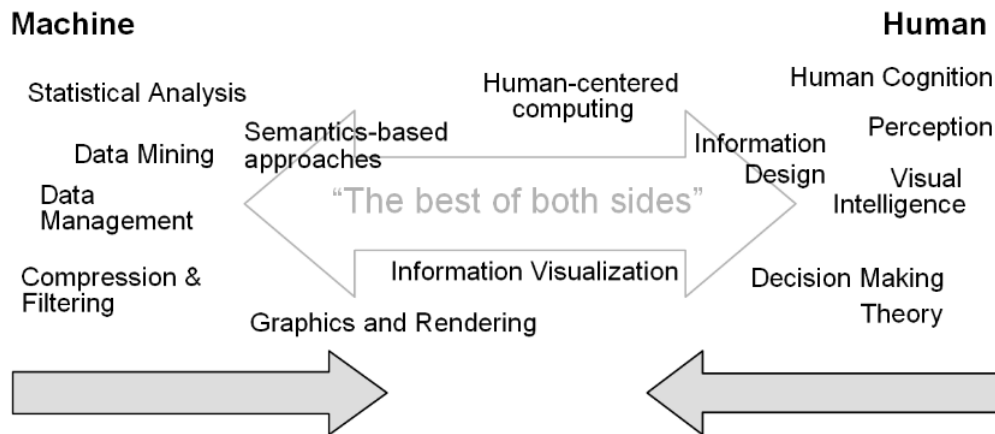 Machine
Human
Statistical Analysis
Human-centered
computing
Human Cognition
Semantics-based
approaches
Perception
Data Mining
Information
Design
Data
Management
"The best of both sides"
Visual
Intelligence
Compression &
Filtering
Information Visualization
Decision Making
Theory
Graphics and Rendering